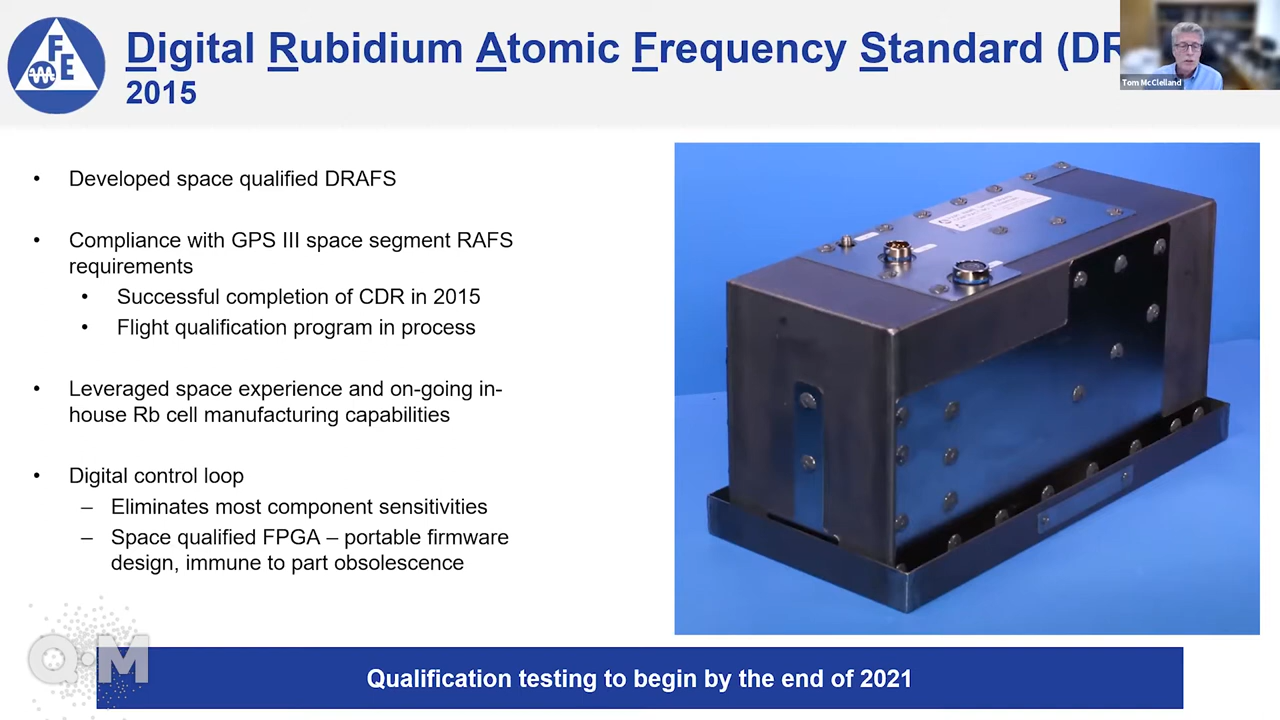 F
F E
Digital Rubidium Atomic Frequency Standard (DR
2015
Tom McClelland
• Developed space qualified DRAFS
• Compliance with GPS III space segment RAFS
requirements
• Successful completion of CDR in 2015
• Flight qualification program in process
• Leveraged space experience and on-going in-
house Rb cell manufacturing capabilities
• Digital control loop
– Eliminates most component sensitivities
– Space qualified FPGA – portable firmware
design, immune to part obsolescence
QM
Qualification testing to begin by the end of 2021